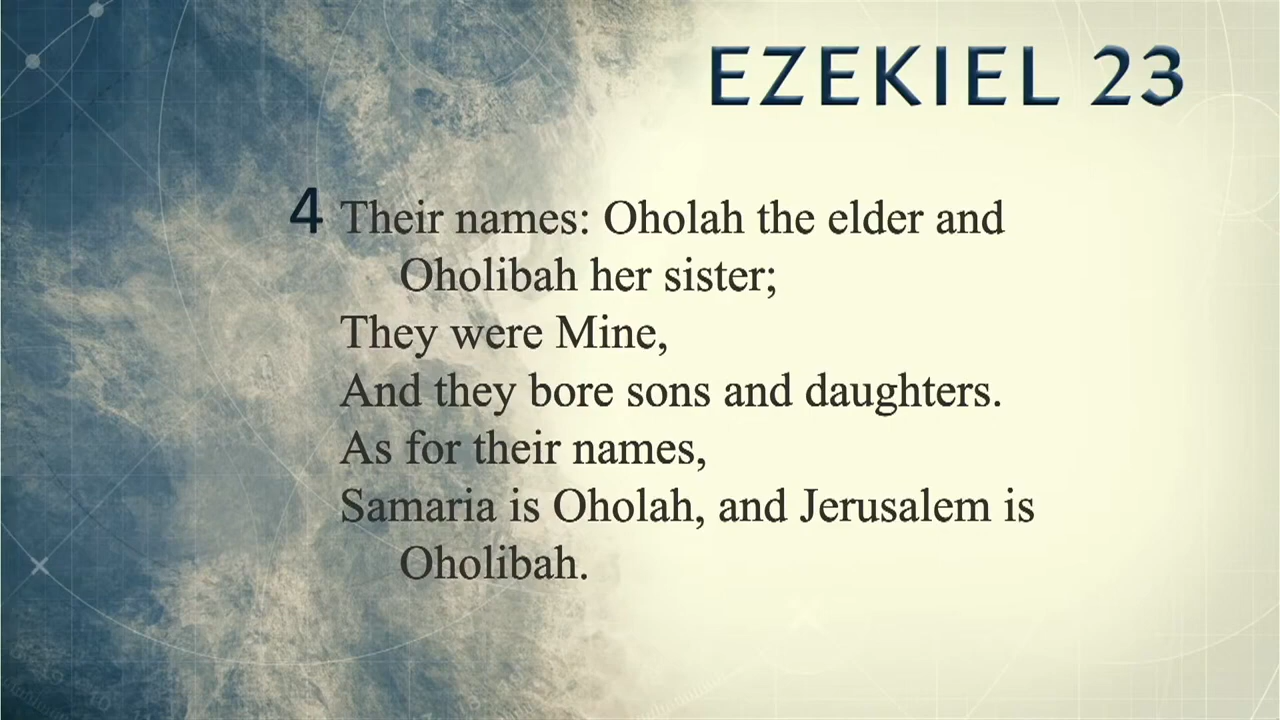 EZEKIEL 23
4 Their names: Oholah the elder and
Oholibah her sister;
They were Mine,
And they bore sons and daughters.
As for their names,
Samaria is Oholah, and Jerusalem is
Oholibah.